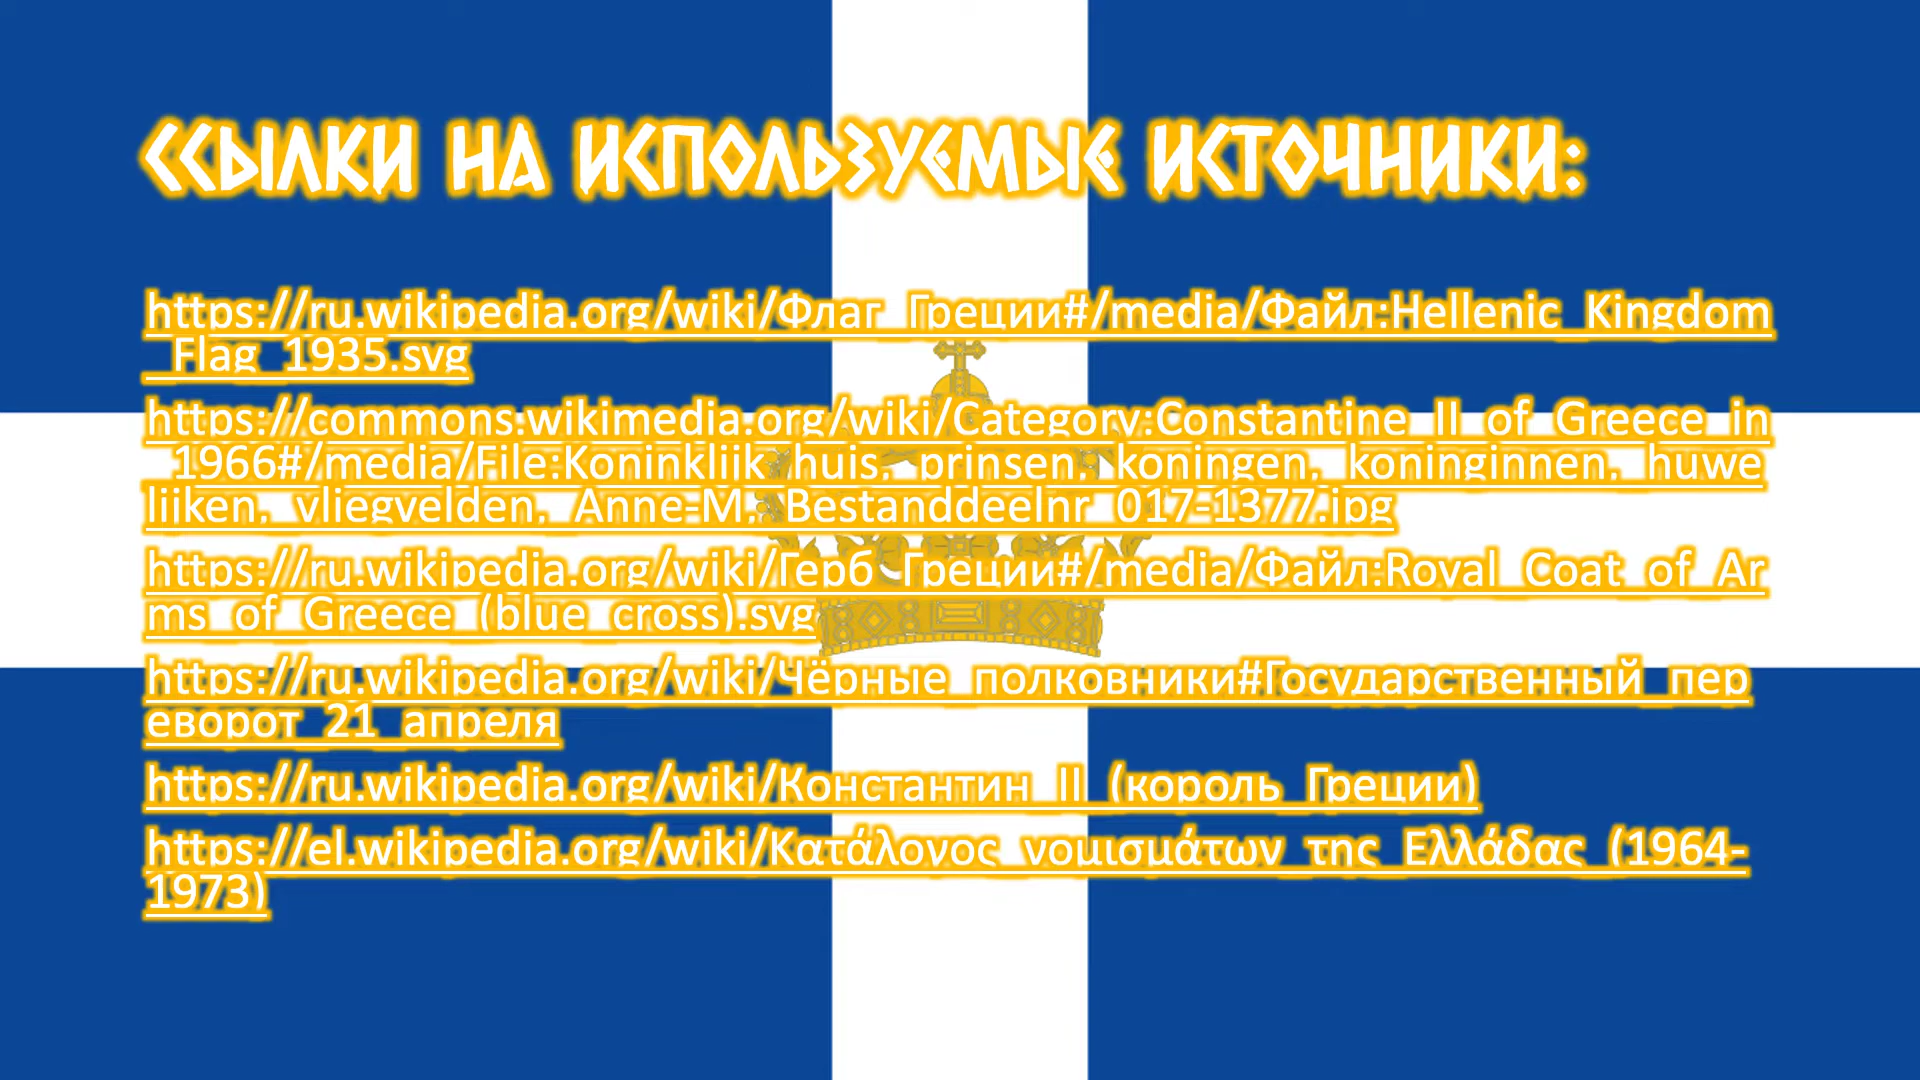 ССЫЛКИ НА ИСПОЛЬЗУЕМЫЕ ИСТОЧНИКИ:
https://ru.wikipedia.org/wiki/Флаг_Греции#/media/Файл:Hellenic_Kingdom
_Flag_1935.svg
https://commons.wikimedia.org/wiki/Category:Constantine_II_of_Greece_in
_1966#/media/File:Koninklijk_huis,_prinsen,_koningen,_koninginnen,_huwe
lijken,_vliegvelden,_Anne-M,_Bestanddeelnr_017-1377.jpg
https://ru.wikipedia.org/wiki/Герб_Греции#/media/Файл:Royal_Coat_of_Ar
ms_of_Greece_(blue_cross).svg
https://ru.wikipedia.org/wiki/Чёрные_полковники#Государственный_пер
еворот_21_апреля
https://ru.wikipedia.org/wiki/Константин_II_(король_Греции)
https://el.wikipedia.org/wiki/Κατάλογος_νομισμάτων_της_Ελλάδας_(1964-
1973)